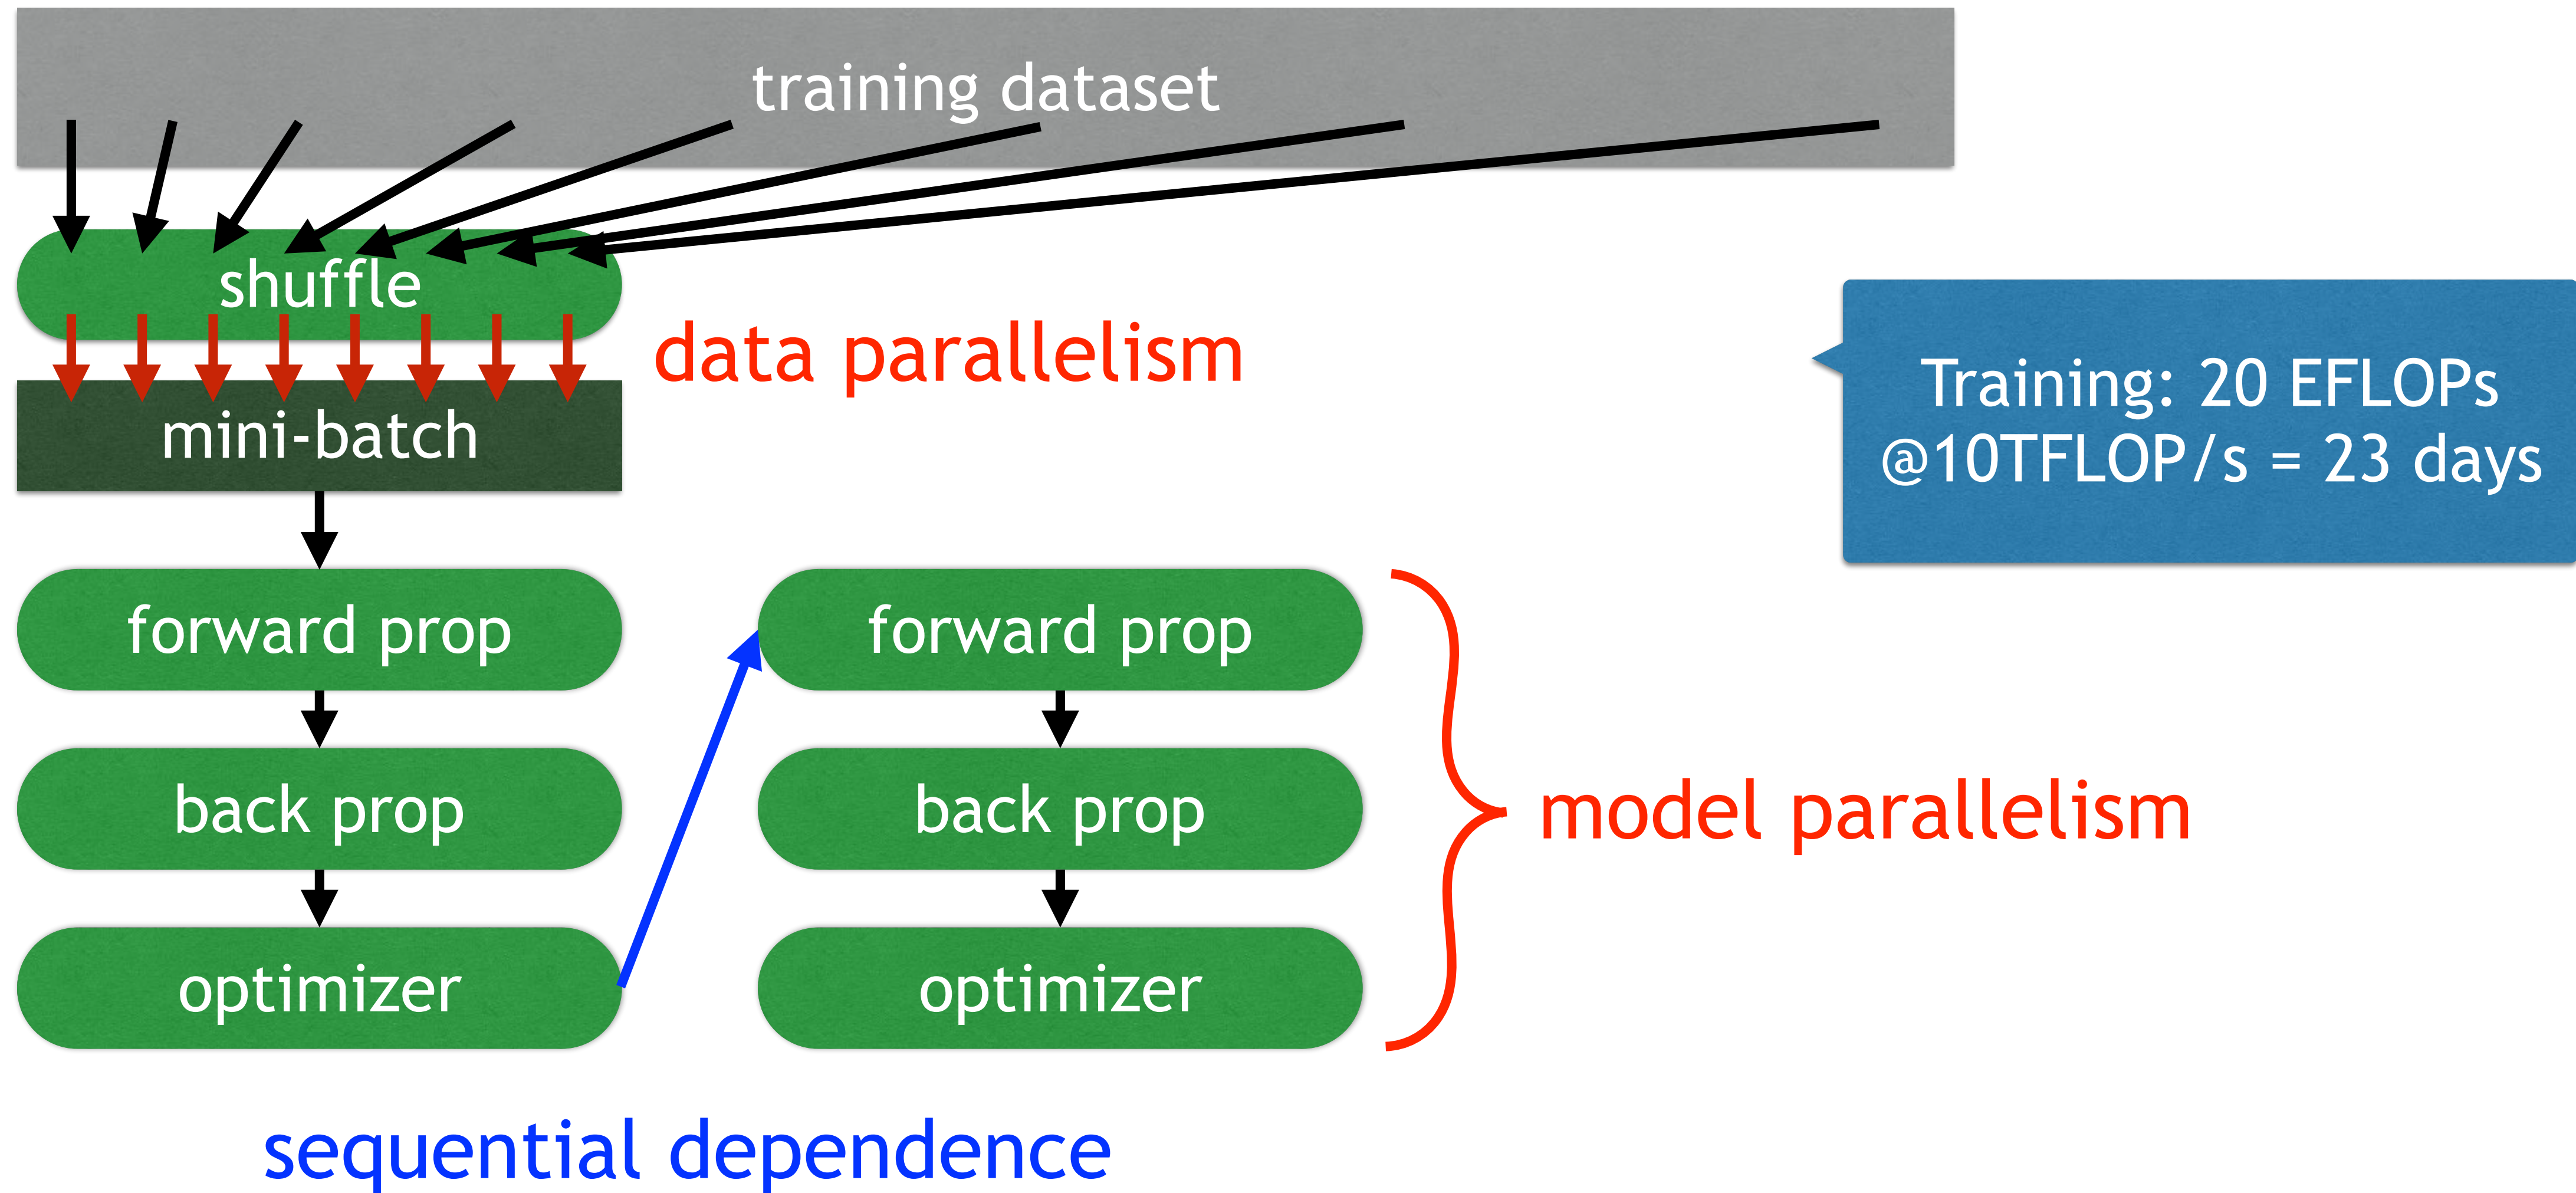 training dataset
shuffle
data parallelism
mini-batch
Training: 20 EFLOPs
@10TFLOP/s = 23 days
forward prop
forward prop
back prop
back prop
model parallelism
optimizer
optimizer
sequential dependence